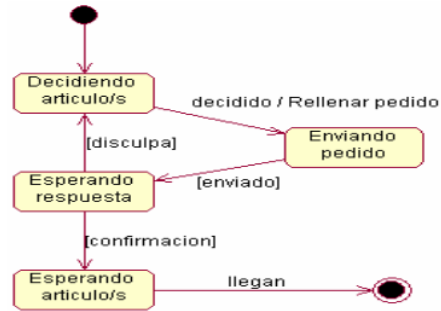 Decidiendo
articulo/s
decidido / Rellenar pedido
Enviando
pedido
[disculpa]
[enviado]
Esperando
respuesta
[confirmacion]
Esperando
articulo/s
llegan